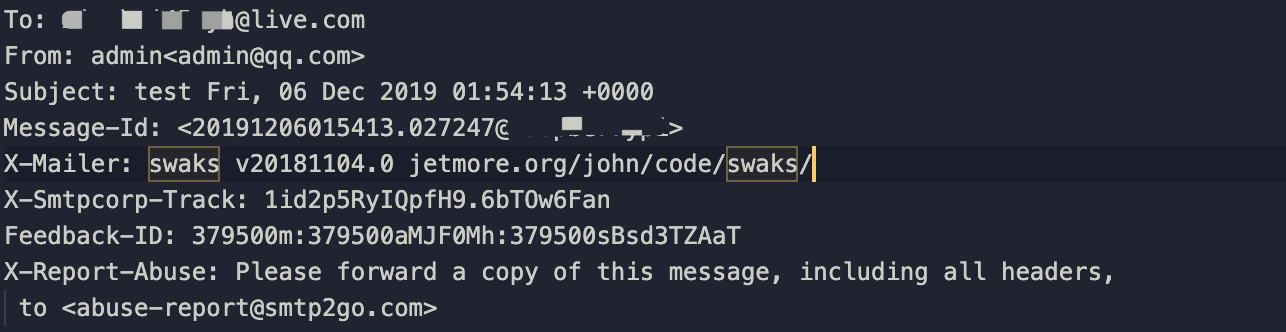 To: @live.com
From: admin<admin@qq.com>
Subject: test Fri, 06 Dec 2019 01:54:13 +0000
Message-Id: <20191206015413.027247@ >
X-Mailer: swaks v20181104.0 jetmore.org/john/code/swaks/
X-Smtpcorp-Track: 1id2p5RyIQpfH9.6bTOw6Fan
Feedback-ID: 379500m:379500aMJF0Mh:379500sBsd3TZAaT
X-Report-Abuse: Please forward a copy of this message, including all headers,
to <abuse-report@smtp2go.com>